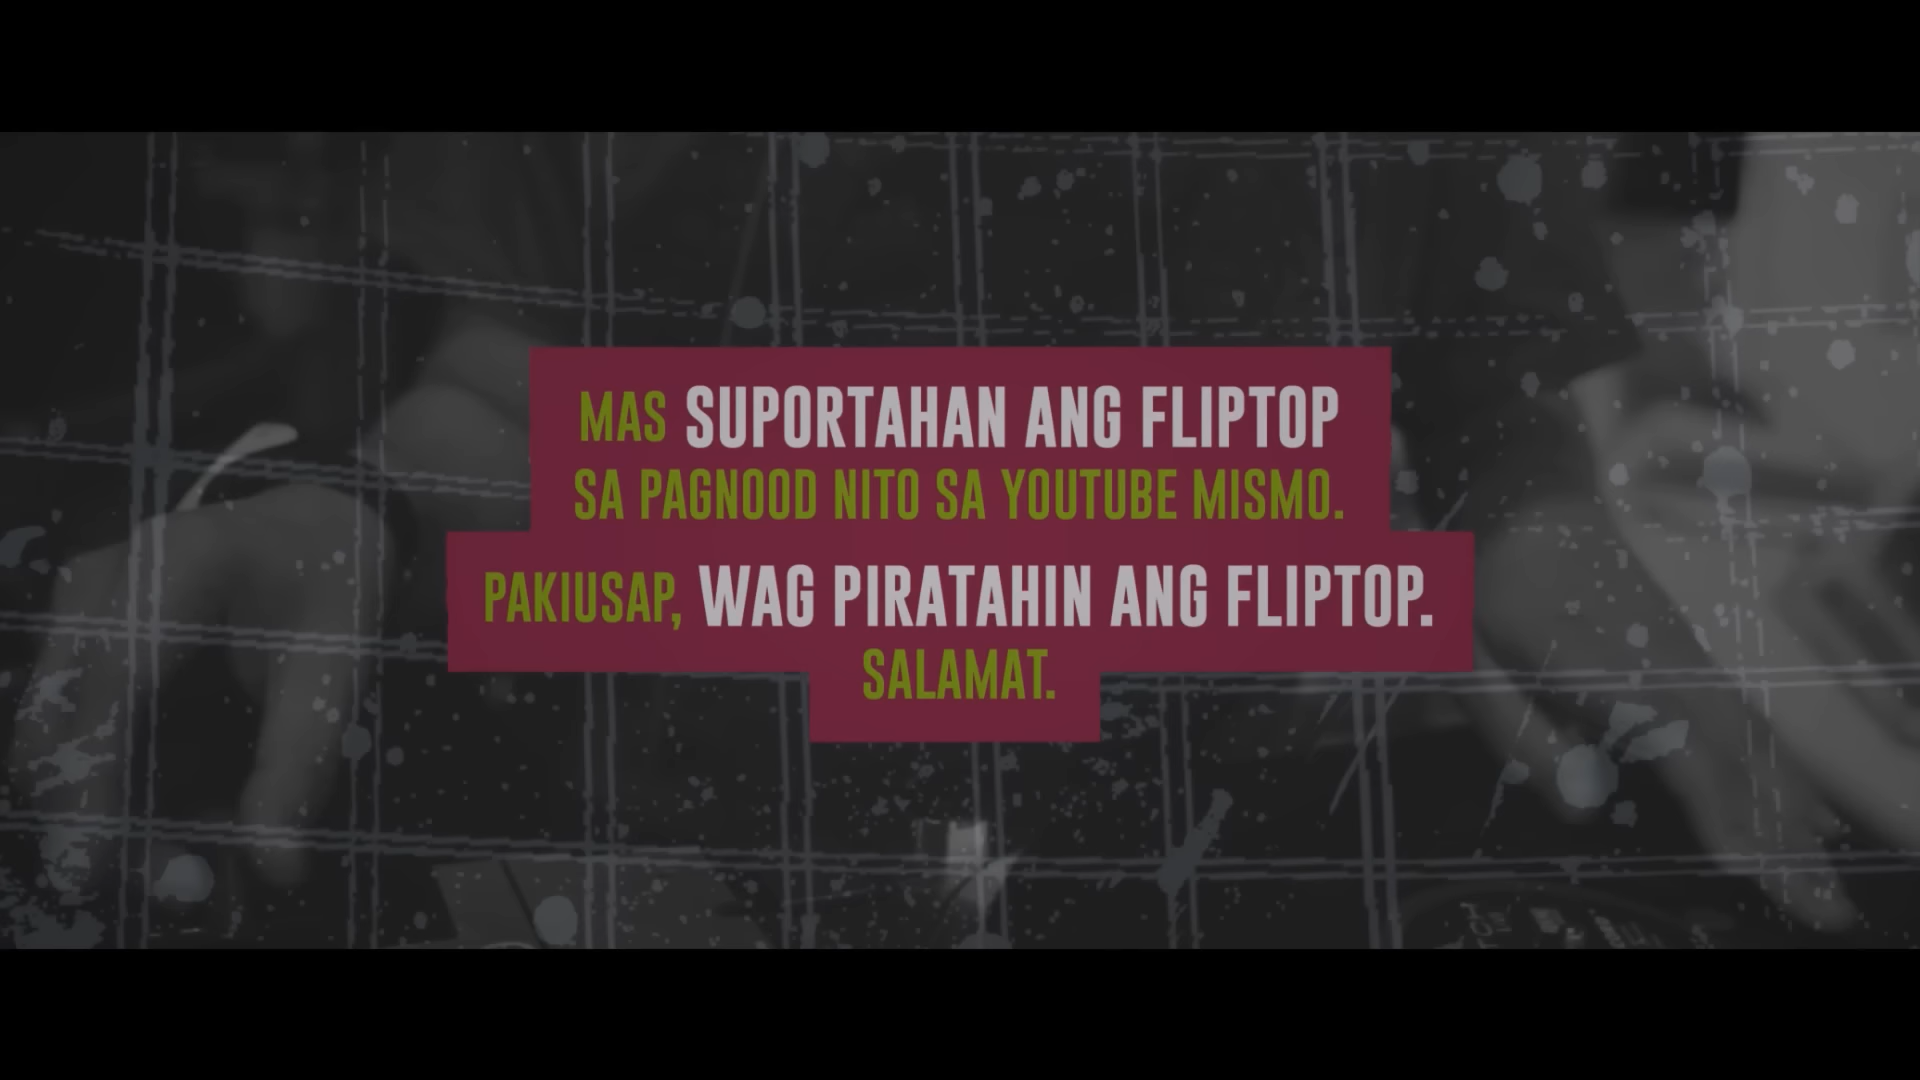 MAS SUPORTAHAN ANG FLIPTOP
SA PAGNOOD NITO SA YOUTUBE MISMO.
PAKIUSAP, WAG PIRATAHIN ANG FLIPTOP.
SALAMAT.